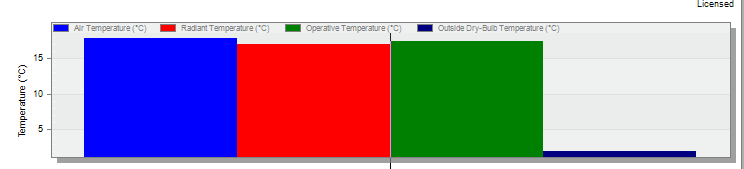 Licensed
Air Temperature (°C) Radiant Temperature (°C) Operative Temperature (°C) Outside Dry-Bulb Temperature (°C)
Temperature (°C)
15
10
5